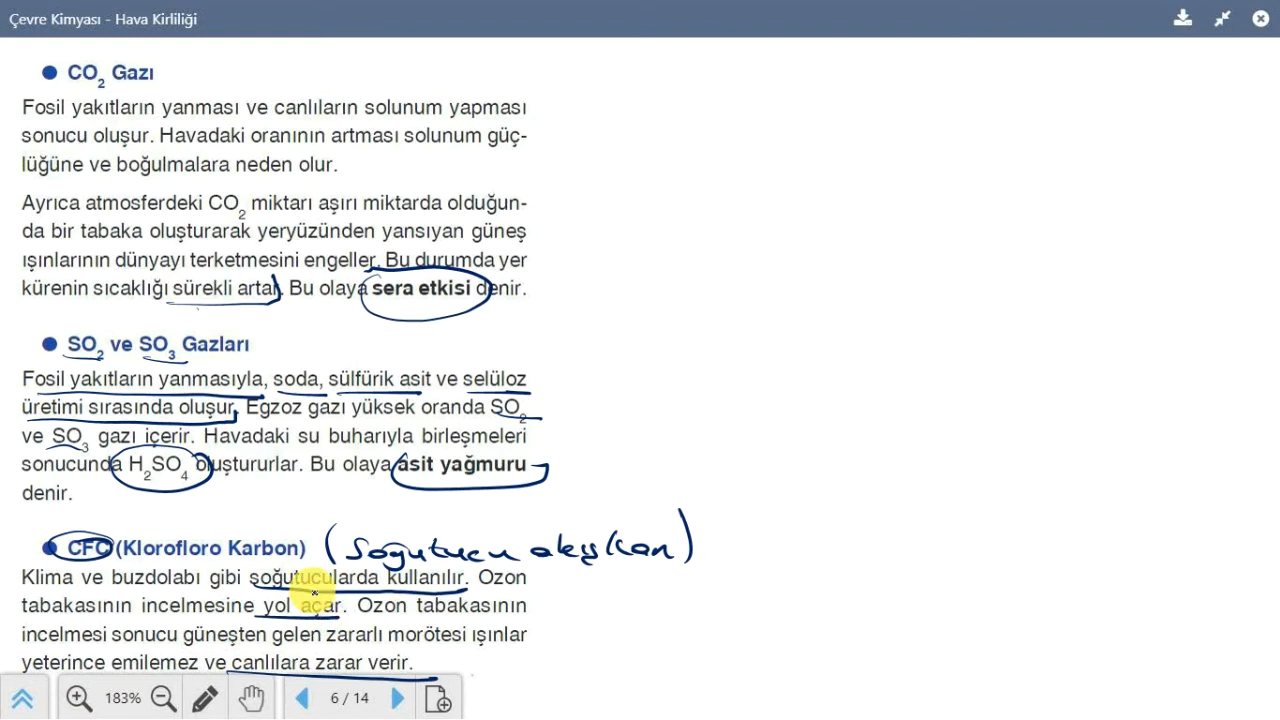 Çevre Kimyası - Hava Kirliliği
● CO2 Gazı
Fosil yakıtların yanması ve canlıların solunum yapması
sonucu oluşur. Havadaki oranının artması solunum güç-
lüğüne ve boğulmalara neden olur.
Ayrıca atmosferdeki CO2 miktarı aşırı miktarda olduğun-
da bir tabaka oluşturarak yeryüzünden yansıyan güneş
ışınlarının dünyayı terketmesini engeller. Bu durumda yer
kürenin sıcaklığı sürekli artar. Bu olaya sera etkisi denir.
● SO2 ve SO3 Gazları
Fosil yakıtların yanmasıyla, soda, sülfürik asit ve selüloz
üretimi sırasında oluşur. Egzoz gazı yüksek oranda SO2
ve SO3 gazı içerir. Havadaki su buharıyla birleşmeleri
sonucunda H2SO4 oluştururlar. Bu olaya asit yağmuru
denir.
● CFC (Klorofloro Karbon) (Soğutucu akışkan)
Klima ve buzdolabı gibi soğutucularda kullanılır. Ozon
tabakasının incelmesine yol açar. Ozon tabakasının
incelmesi sonucu güneşten gelen zararlı morötesi ışınlar
yeterince emilemez ve canlılara zarar verir.
183%
6 / 14